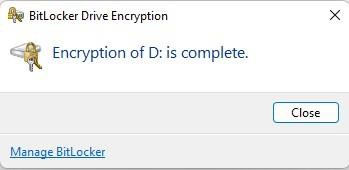 BitLocker Drive Encryption
Encryption of D: is complete.
Close
Manage BitLocker